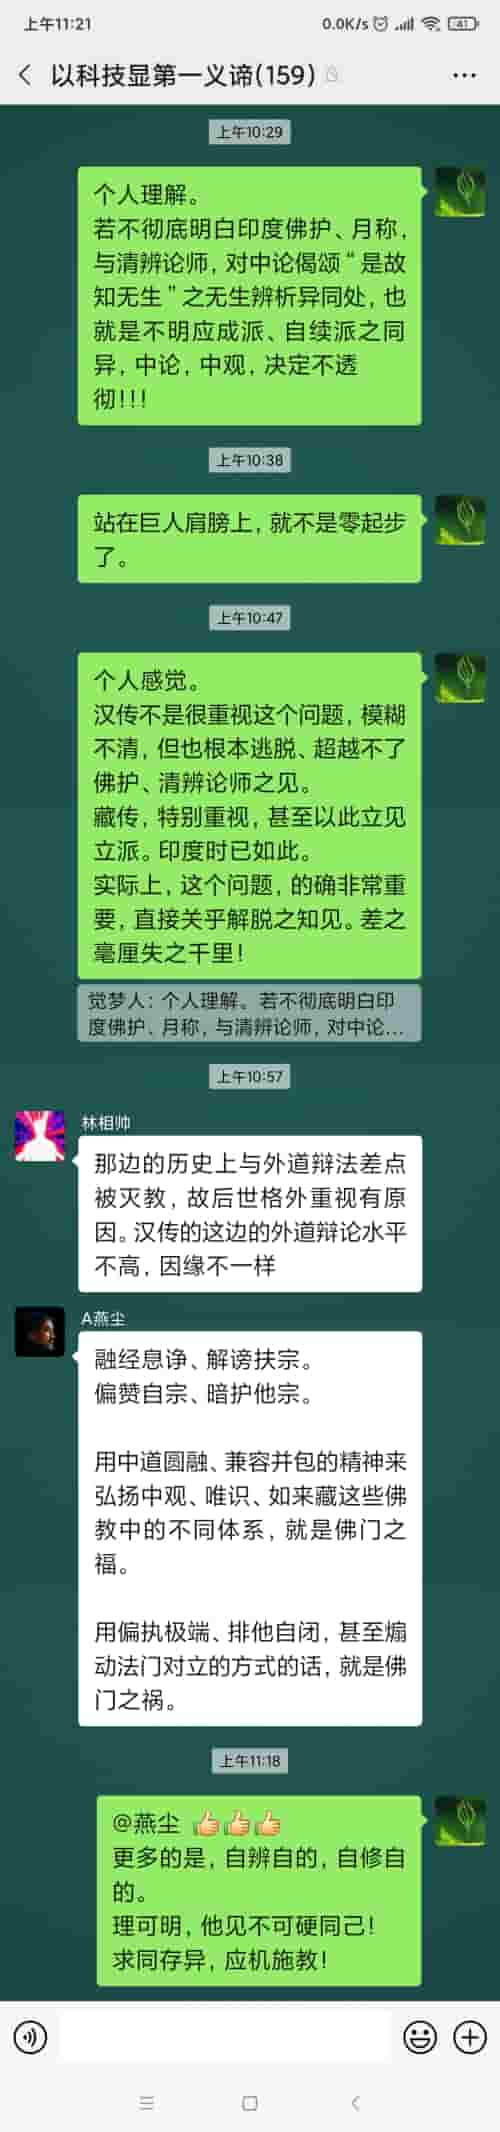 上午11:21
0.0K/s
41
以科技显第一义谛(159)
上午10:29
个人理解。
若不彻底明白印度佛护、月称,
与清辨论师,对中论偈颂“是故
知无生”之无生辨析异同处,也
就是不明应成派、自续派之同
异,中论,中观,决定不透
彻!!!
上午10:38
站在巨人肩膀上,就不是零起步
了。
上午10:47
个人感觉。
汉传不是很重视这个问题,模糊
不清,但也根本逃脱、超越不了
佛护、清辨论师之见。
藏传,特别重视,甚至以此立见
立派。印度时已如此。
实际上,这个问题,的确非常重
要,直接关乎解脱之知见。差之
毫厘失之千里!
觉梦人:个人理解。若不彻底明白印
度佛护、月称,与清辨论师,对中论...
上午10:57
林相帅
那边的历史上与外道辩法差点
被灭教,故后世格外重视有原
因。汉传的这边的外道辩论水平
不高,因缘不一样
A燕尘
融经息诤、解谤扶宗。
偏赞自宗、暗护他宗。
用中道圆融、兼容并包的精神来
弘扬中观、唯识、如来藏这些佛
教中的不同体系,就是佛门之
福。
用偏执极端、排他自闭,甚至煽
动法门对立的方式的话,就是佛
门之祸。
上午11:18
@燕尘 👍👍👍
更多的是,自辨自的,自修自
的。
理可明,他见不可硬同己!
求同存异,应机施教!